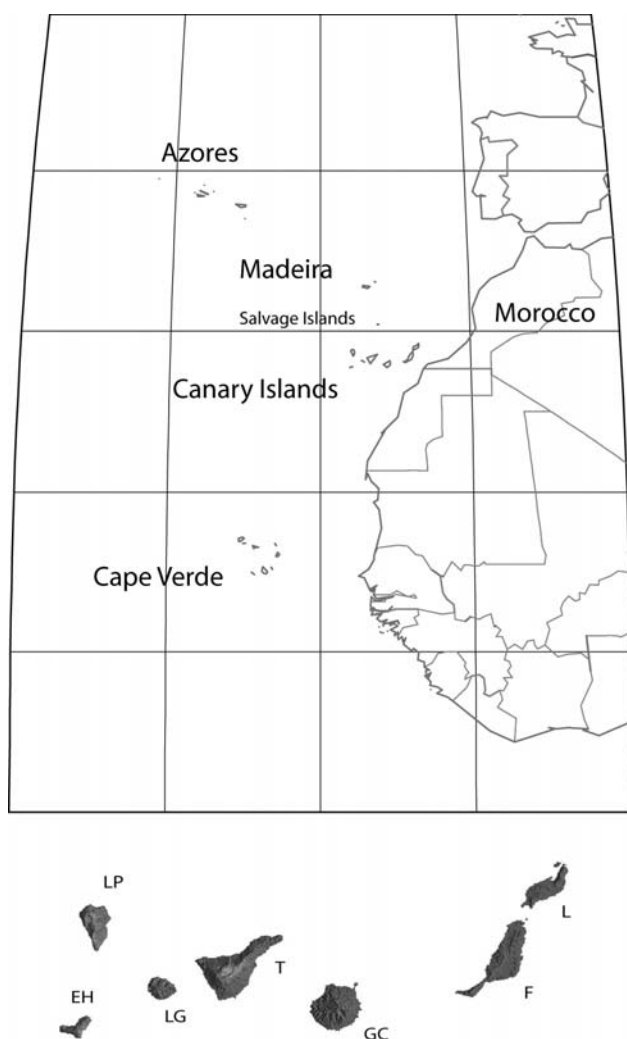 Azores
Madeira
Salvage Islands
Morocco
Canary Islands
Cape Verde
LP
L
T
EH
F
LG
GC